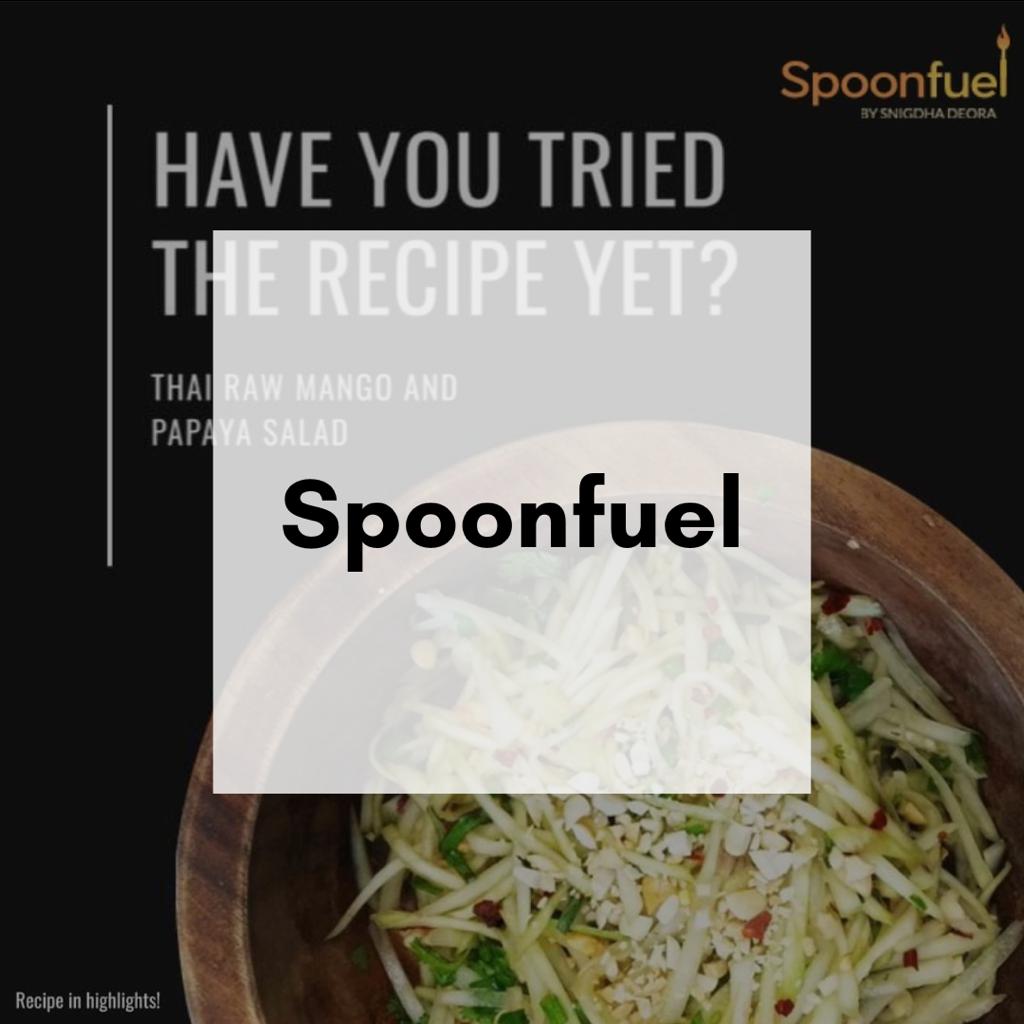 Spoonfuel
BY SNIGDHA DEORA
HAVE YOU TRIED
THE RECIPE YET?
THAI RAW MANGO AND
PAPAYA SALAD
Spoonfuel
Recipe in highlights!